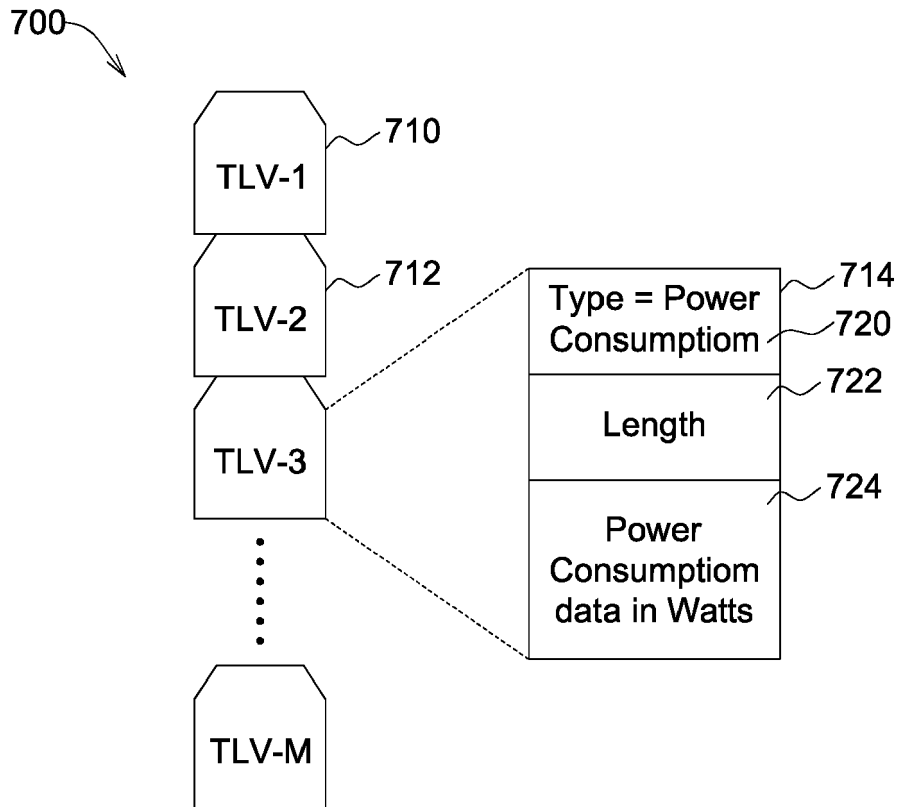 700
710
TLV-1
712
TLV-2
714
Type = Power
Consumptiom
720
722
Length
TLV-3
724
Power
Consumptiom
data in Watts
TLV-M